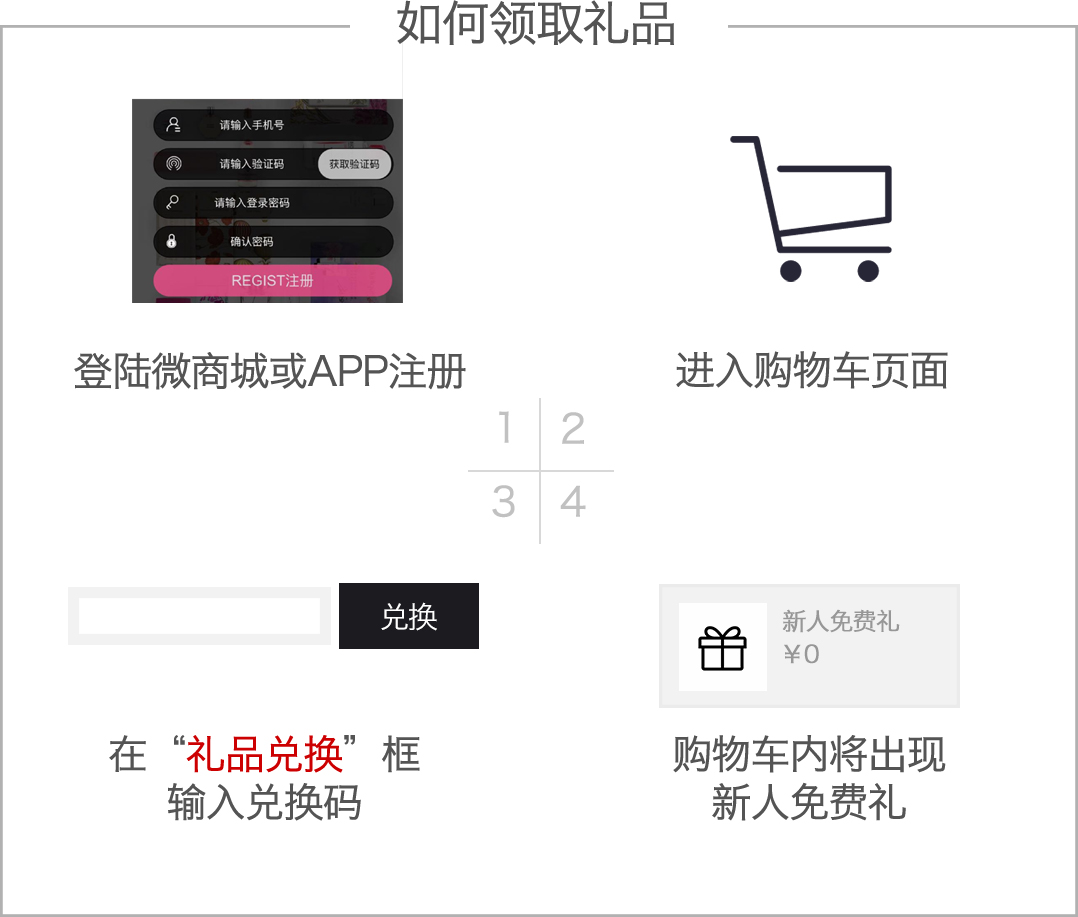 如何领取礼品
请输入手机号
请输入验证码
获取验证码
请输入登录密码
确认密码
REGIST注册
登陆微商城或APP注册
进入购物车页面
1
2
3
4
兑换
在“礼品兑换”框
输入兑换码
新人免费礼
¥0
购物车内将出现
新人免费礼